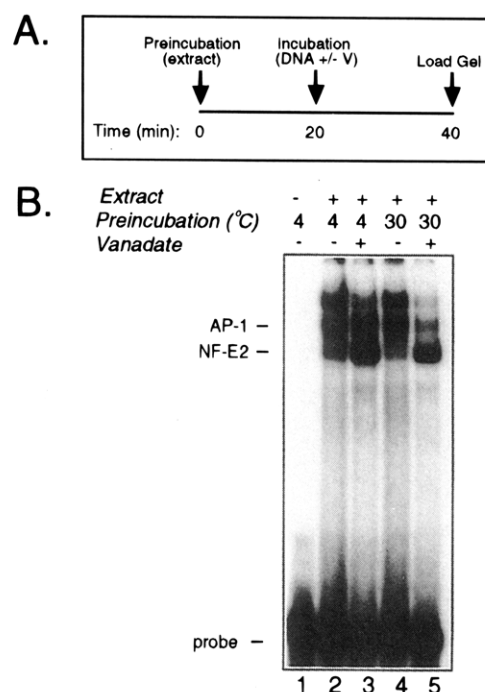 A.
Preincubation Incubation
(extract) (DNA +/- V) Load Gel
Time (min): 0 20 40
B.
Extract - + + + +
Preincubation (°C) 4 4 4 30 30
Vanadate - - + - +
AP-1 –
NF-E2 –
probe –
1 2 3 4 5